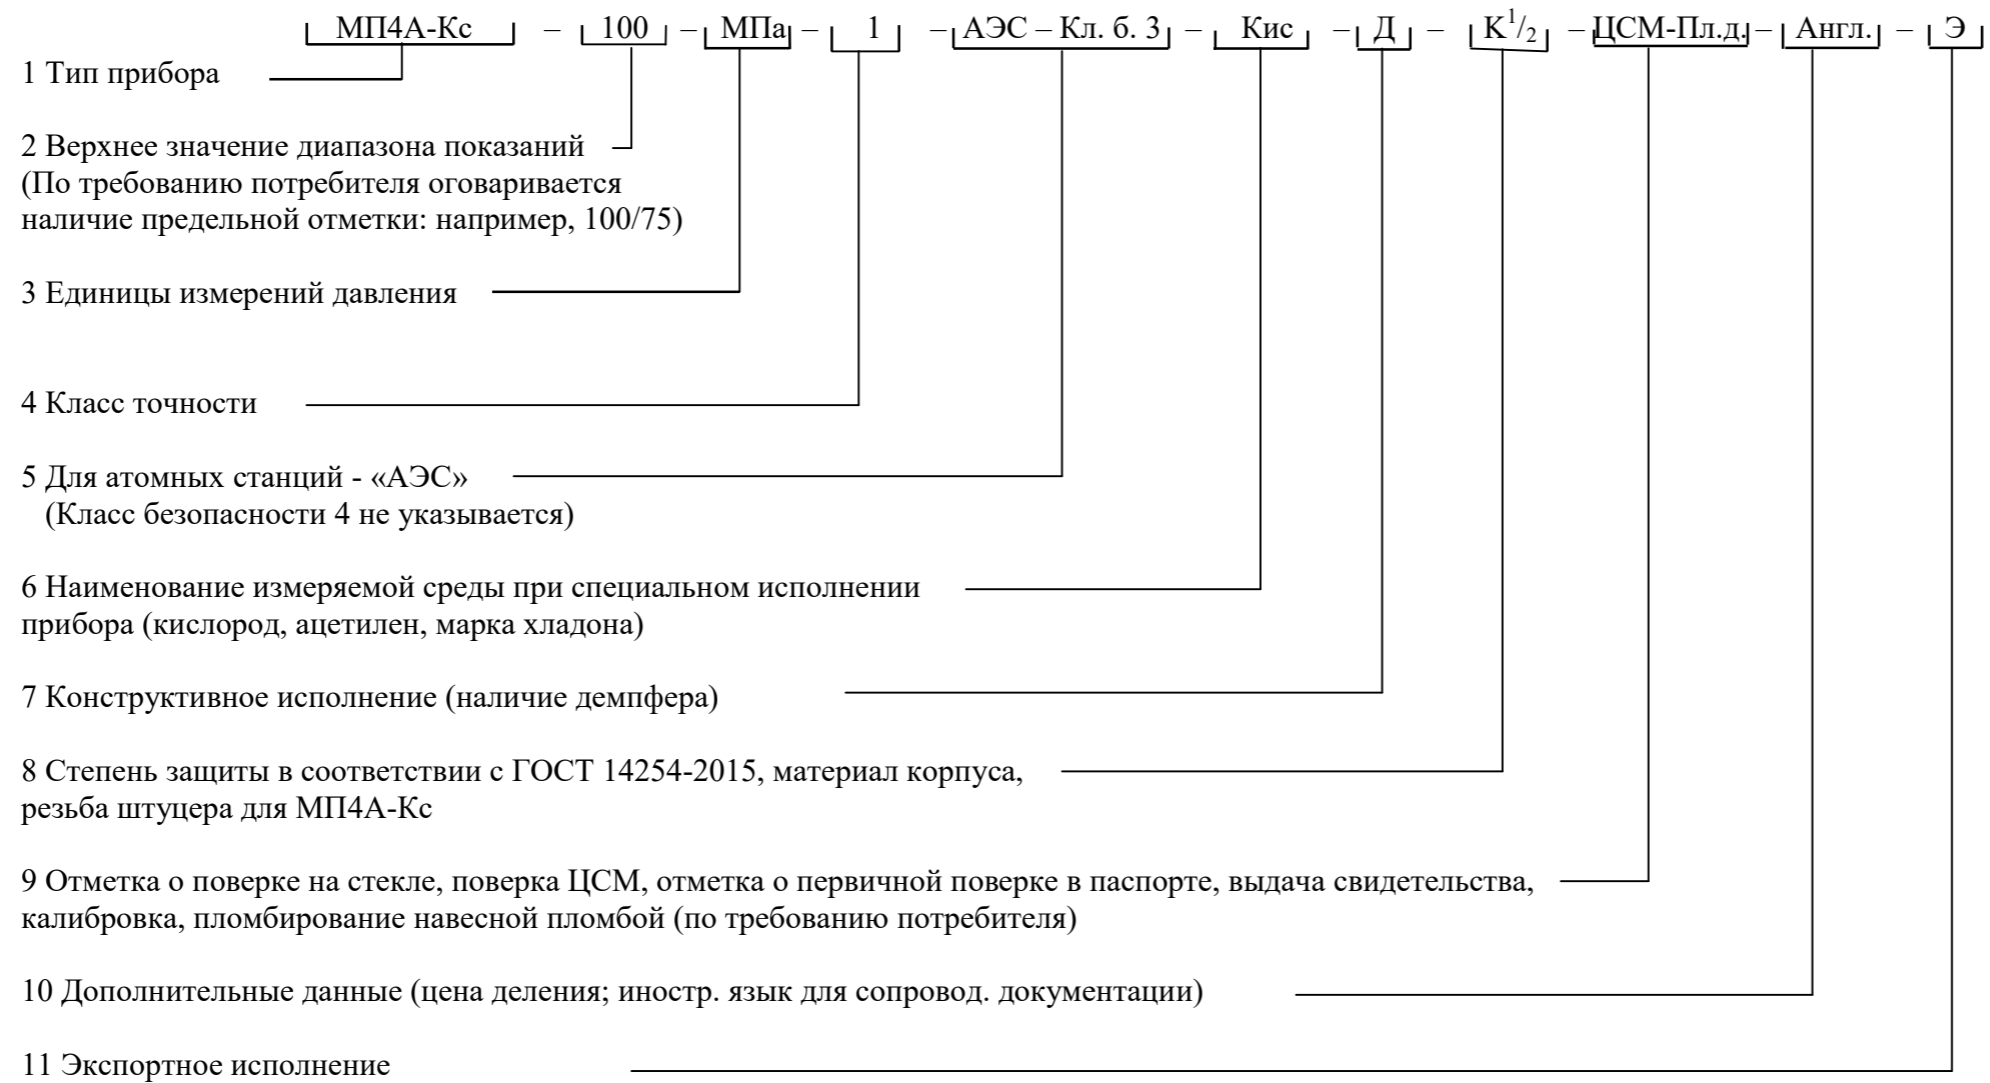 МП4А-Кс – 100 – МПа – 1 – АЭС – Кл. б. 3 – Кис – Д – К1/2 – ЦСМ-Пл.д. – Англ. – Э
1 Тип прибора
2 Верхнее значение диапазона показаний
(По требованию потребителя оговаривается
наличие предельной отметки: например, 100/75)
3 Единицы измерений давления
4 Класс точности
5 Для атомных станций - «АЭС»
(Класс безопасности 4 не указывается)
6 Наименование измеряемой среды при специальном исполнении
прибора (кислород, ацетилен, марка хладона)
7 Конструктивное исполнение (наличие демпфера)
8 Степень защиты в соответствии с ГОСТ 14254-2015, материал корпуса,
резьба штуцера для МП4А-Кс
9 Отметка о поверке на стекле, поверка ЦСМ, отметка о первичной поверке в паспорте, выдача свидетельства,
калибровка, пломбирование навесной пломбой (по требованию потребителя)
10 Дополнительные данные (цена деления; иностр. язык для сопровод. документации)
11 Экспортное исполнение